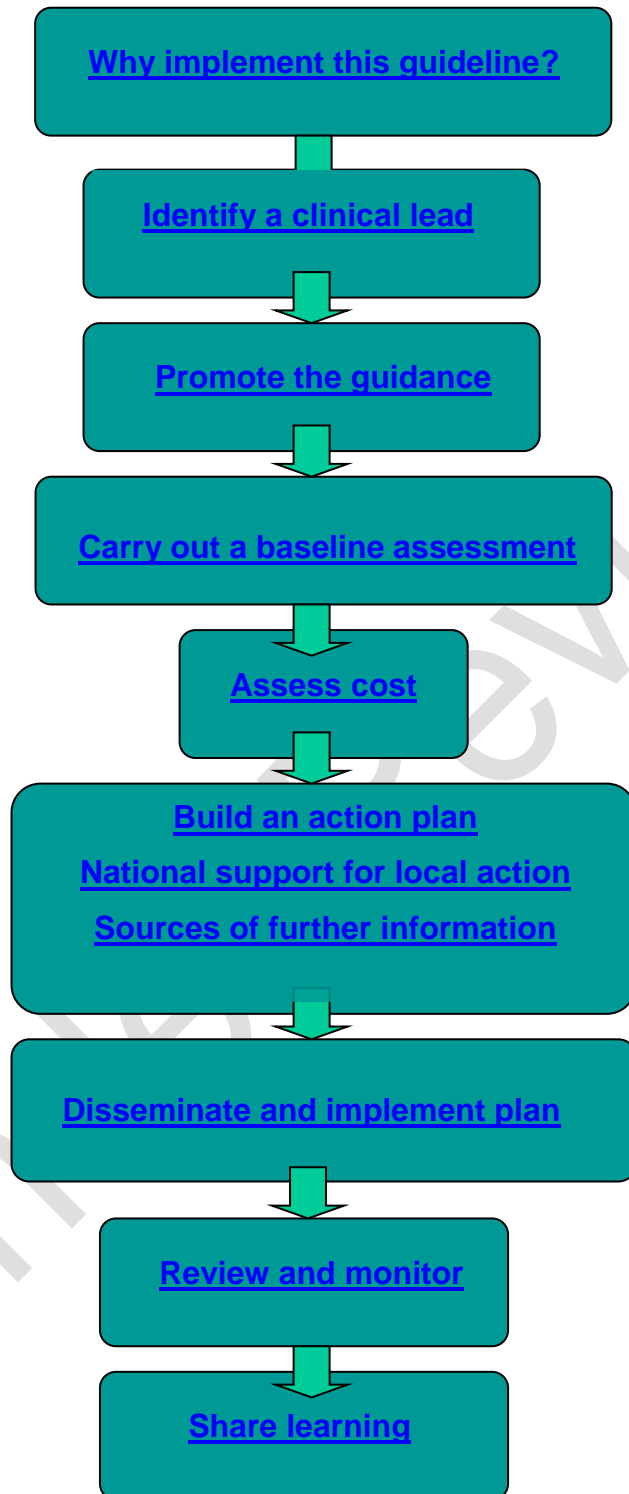 Why implement this guideline?
Identify a clinical lead
Promote the guidance
Carry out a baseline assessment
Assess cost
Build an action plan
National support for local action
Sources of further information
Disseminate and implement plan
Review and monitor
Share learning